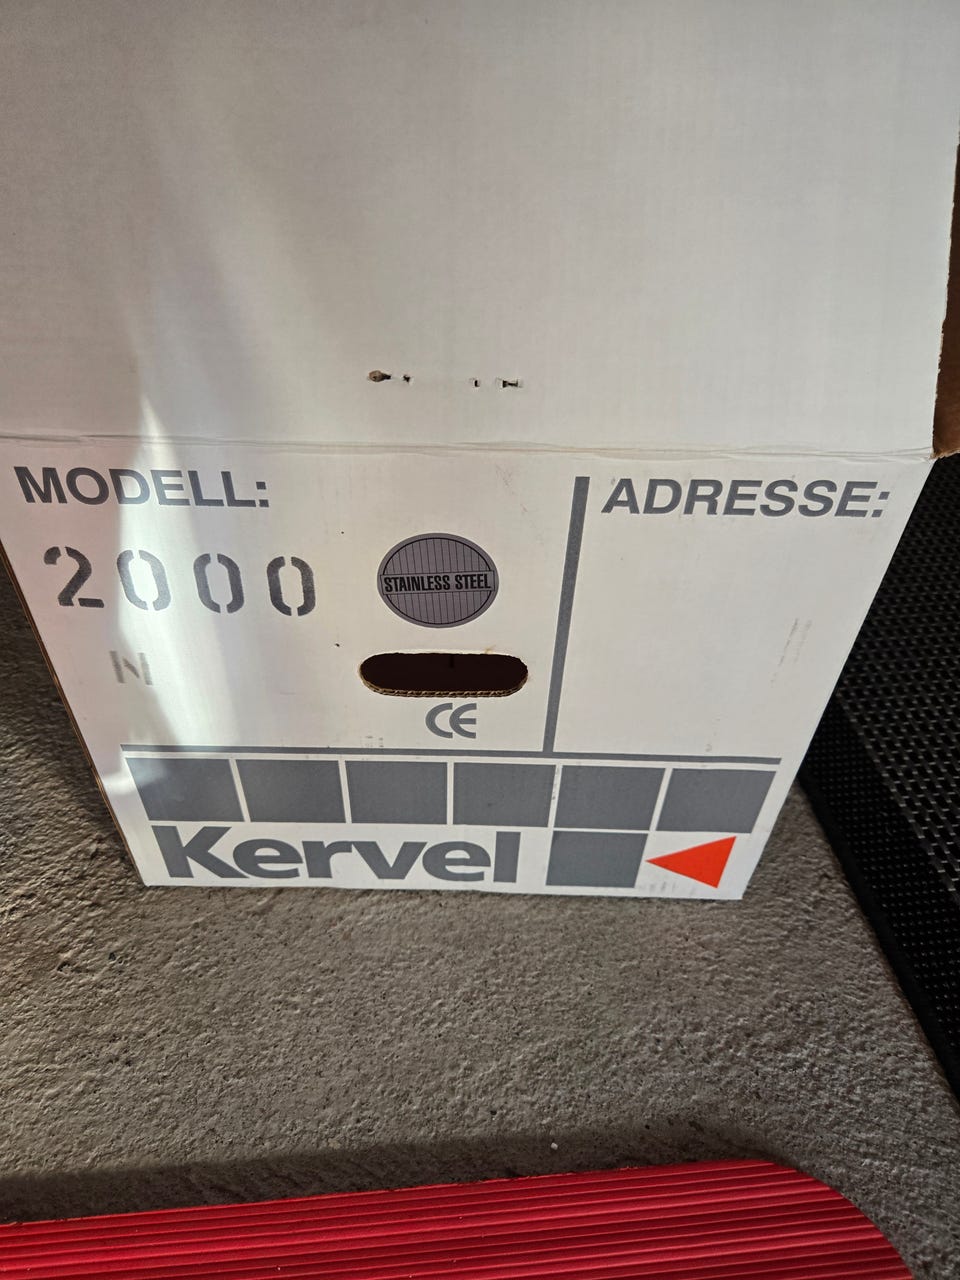 MODELL:
ADRESSE:
2000
STAINLESS STEEL
N
CE
Kervel